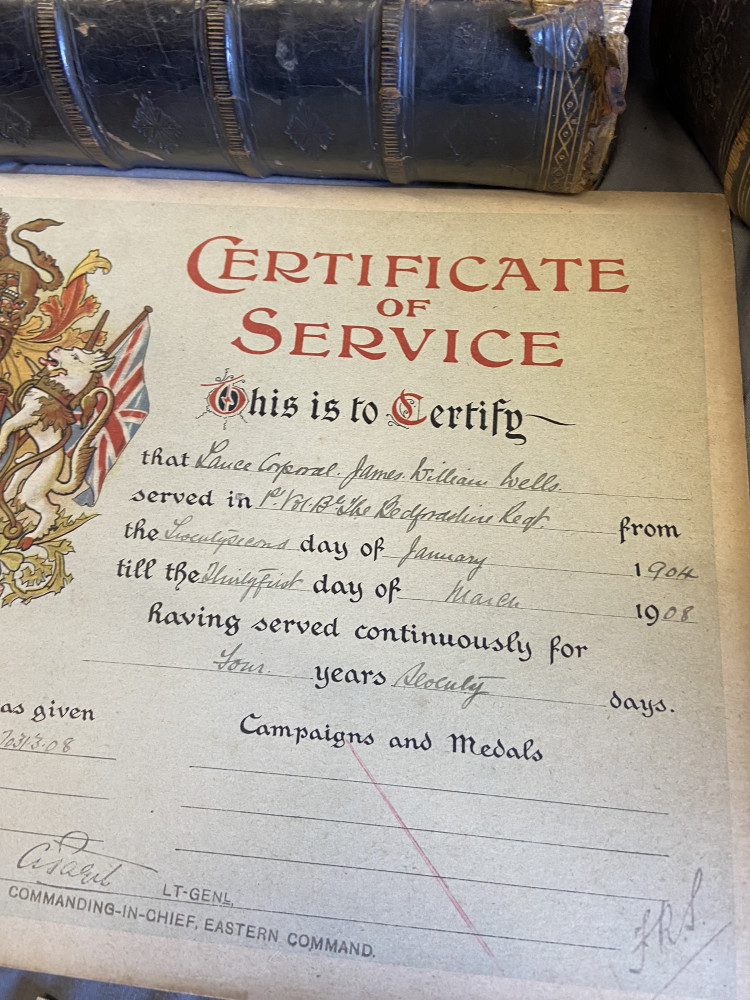 CERTIFICATE
OF
SERVICE
This is to Certify
that Lance Corporal. James William Wells.
served in 1st Vol. Bn. The Bedfordshire Regt from
the Twentysecond day of January 1904
till the Thirtyfirst day of March 1908
having served continuously for
Four. years Seventy days.
as given
Campaigns and Medals
LT-GENL,
COMMANDING-IN-CHIEF, EASTERN COMMAND.